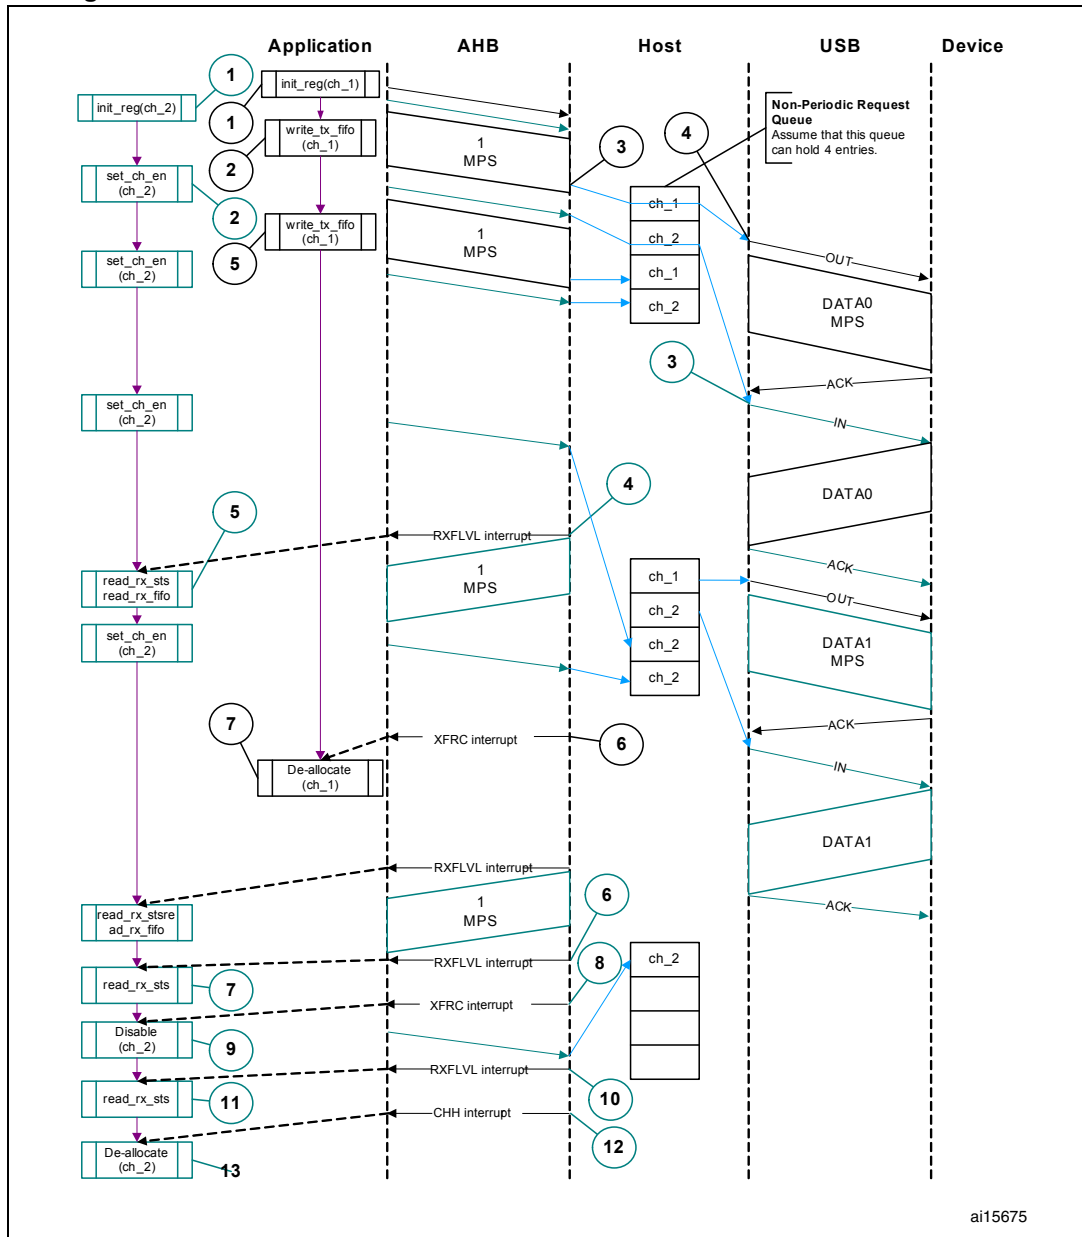 Application
AHB
Host
USB
Device
1
init_reg(ch_1)
init_reg(ch_2)
1
Non-Periodic Request
Queue
Assume that this queue
can hold 4 entries.
write_tx_fifo
(ch_1)
1
MPS
3
4
2
set_ch_en
(ch_2)
2
ch_1
write_tx_fifo
(ch_1)
5
1
MPS
ch_2
set_ch_en
(ch_2)
ch_1
ch_2
OUT
DATA0
MPS
3
ACK
set_ch_en
(ch_2)
IN
4
DATA0
5
RXFLVL interrupt
ACK
read_rx_sts
read_rx_fifo
1
MPS
ch_1
OUT
ch_2
set_ch_en
(ch_2)
ch_2
ch_2
DATA1
MPS
7
XFRC interrupt
6
ACK
De-allocate
(ch_1)
IN
DATA1
RXFLVL interrupt
6
read_rx_stsre
ad_rx_fifo
1
MPS
ACK
RXFLVL interrupt
8
ch_2
read_rx_sts
7
XFRC interrupt
Disable
(ch_2)
9
RXFLVL interrupt
read_rx_sts
11
10
CHH interrupt
12
De-allocate
(ch_2)
13
ai15675